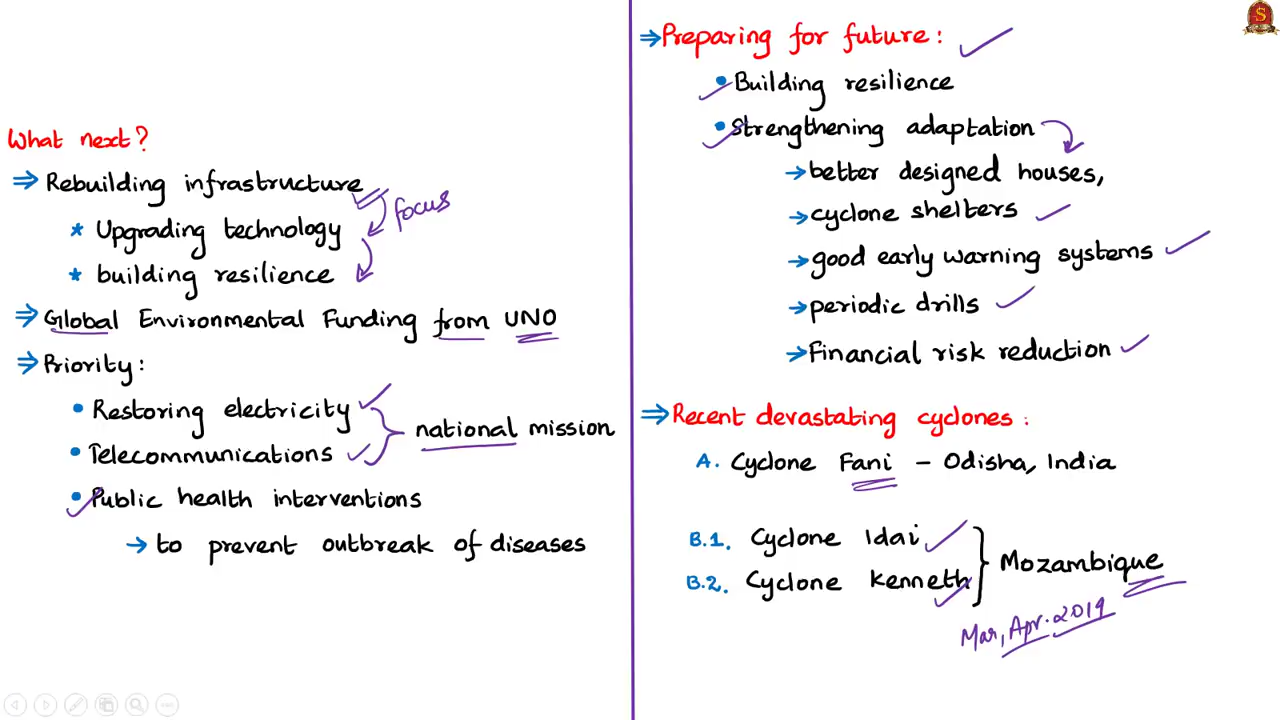 What next?
⇒ Rebuilding infrastructure
* Upgrading technology
* building resilience
focus
⇒ Global Environmental Funding from UNO
⇒ Priority:
• Restoring electricity
• Telecommunications
national mission
• Public health interventions
→ to prevent outbreak of diseases
⇒ Preparing for future:
• Building resilience
• Strengthening adaptation
→ better designed houses,
→ cyclone shelters
→ good early warning systems
→ periodic drills
→ Financial risk reduction
⇒ Recent devastating cyclones:
A. Cyclone Fani – Odisha, India
B.1. Cyclone Idai
B.2. Cyclone Kenneth
Mozambique
Mar, Apr. 2019
S